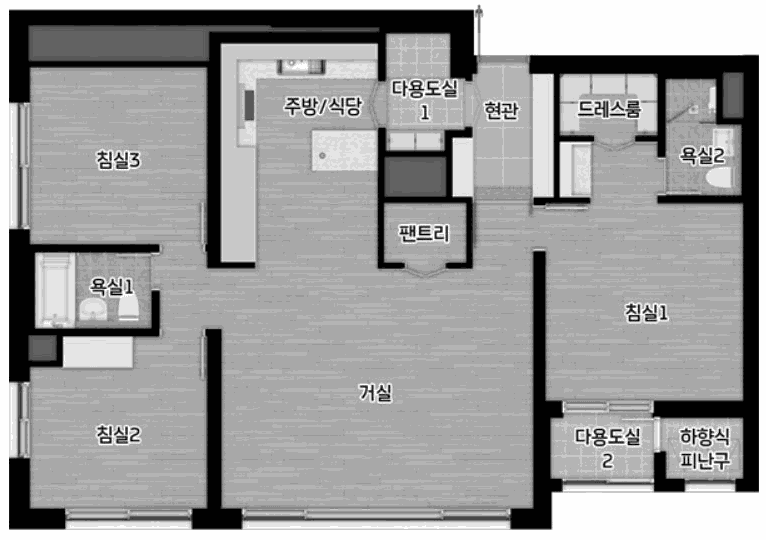 다용도실
1
현관
드레스룸
주방/식당
침실3
욕실2
팬트리
욕실1
침실1
거실
침실2
다용도실
2
하향식
피난구